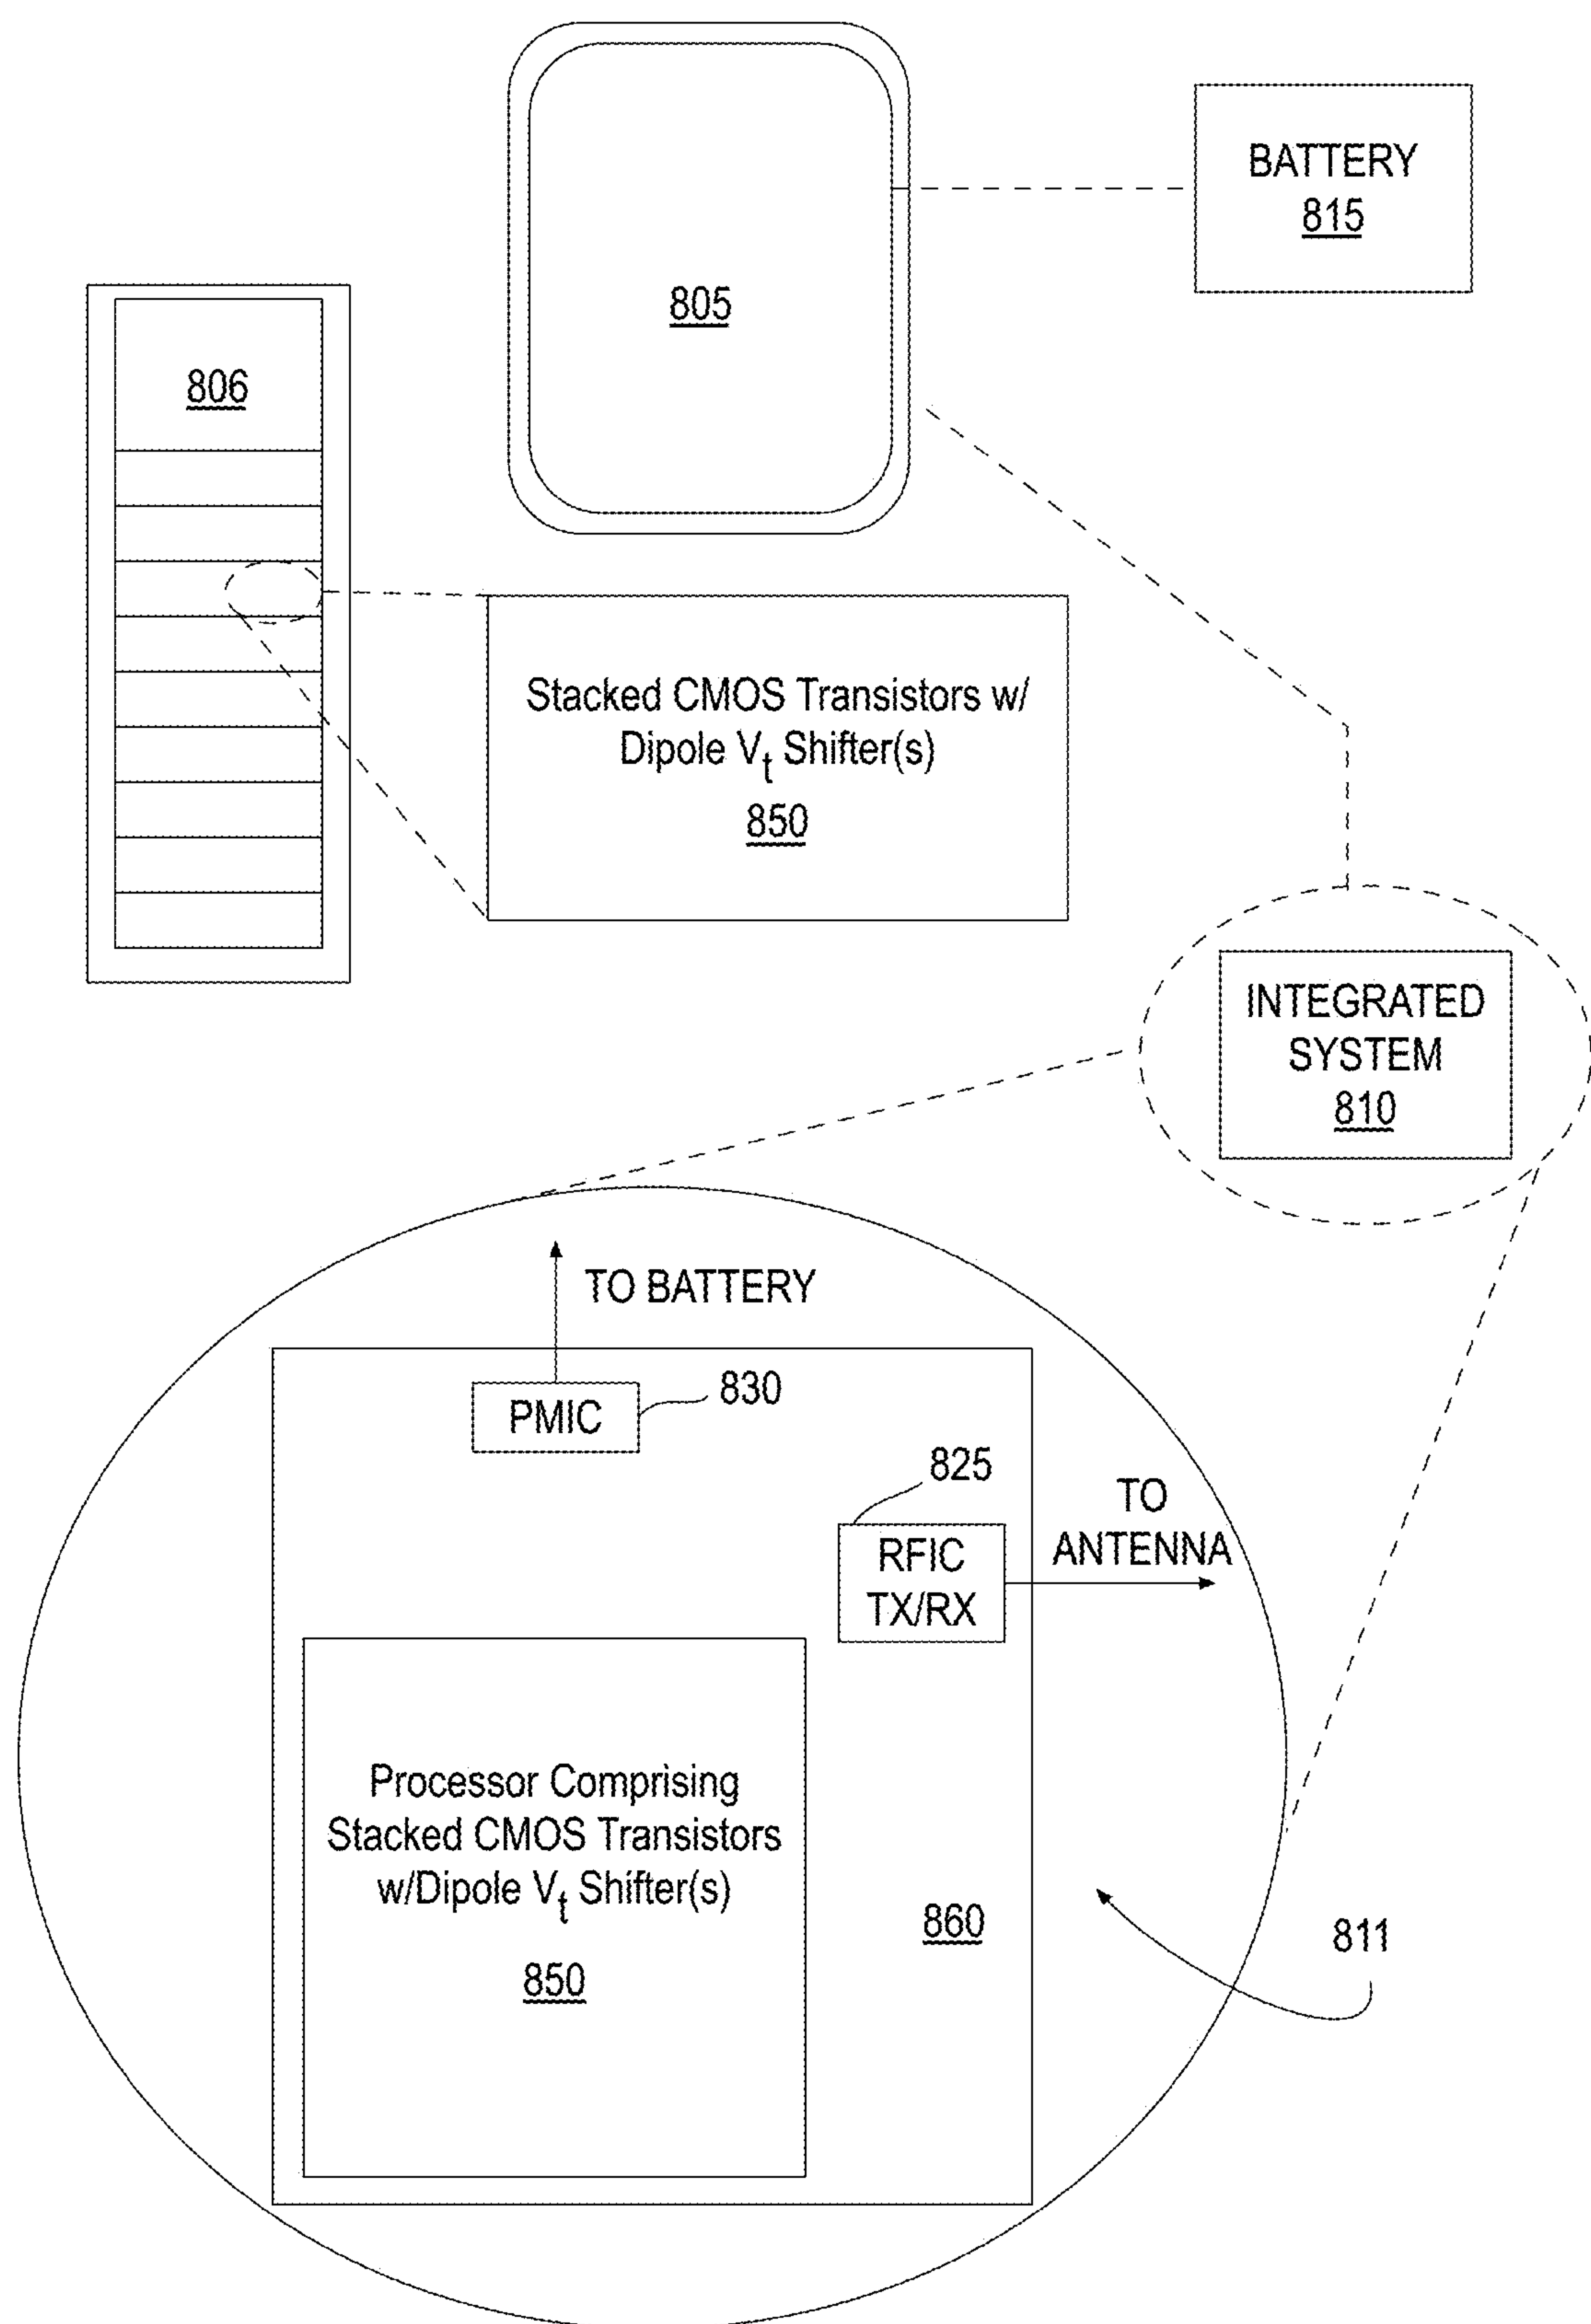 BATTERY
815
805
806
Stacked CMOS Transistors w/
Dipole Vt Shifter(s)
850
INTEGRATED
SYSTEM
810
TO BATTERY
PMIC
830
825
RFIC
TX/RX
TO
ANTENNA
Processor Comprising
Stacked CMOS Transistors
w/Dipole Vt Shifter(s)
850
860
811